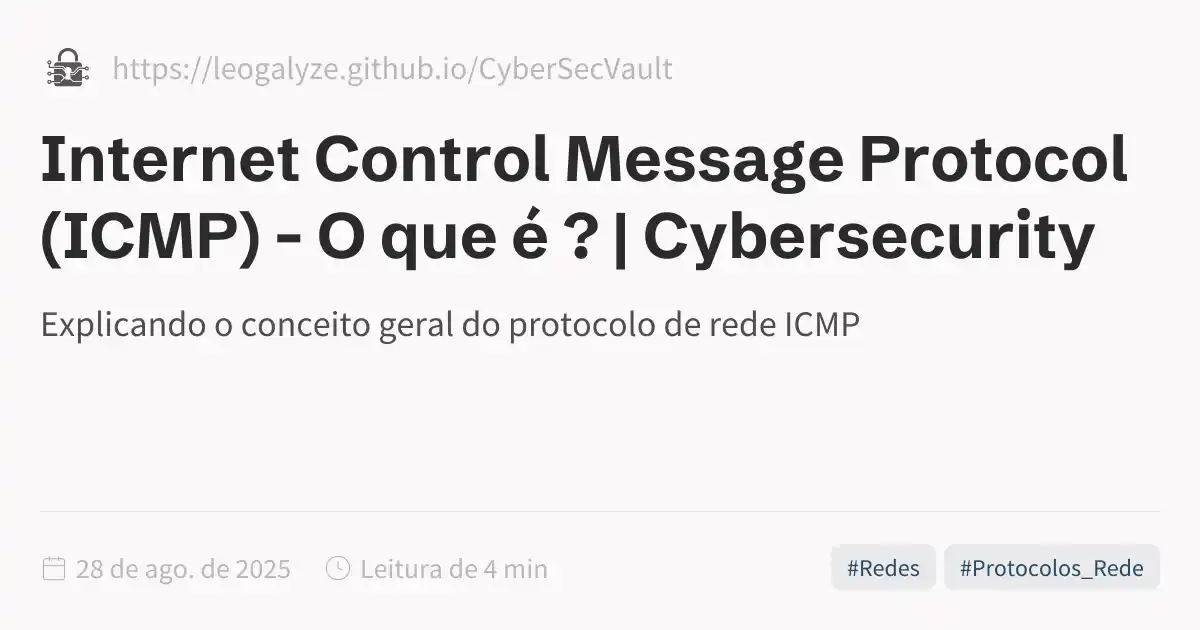 https://leogalyze.github.io/CyberSecVault
Internet Control Message Protocol
(ICMP) - O que é ? | Cybersecurity
Explicando o conceito geral do protocolo de rede ICMP
28 de ago. de 2025 Leitura de 4 min #Redes #Protocolos_Rede